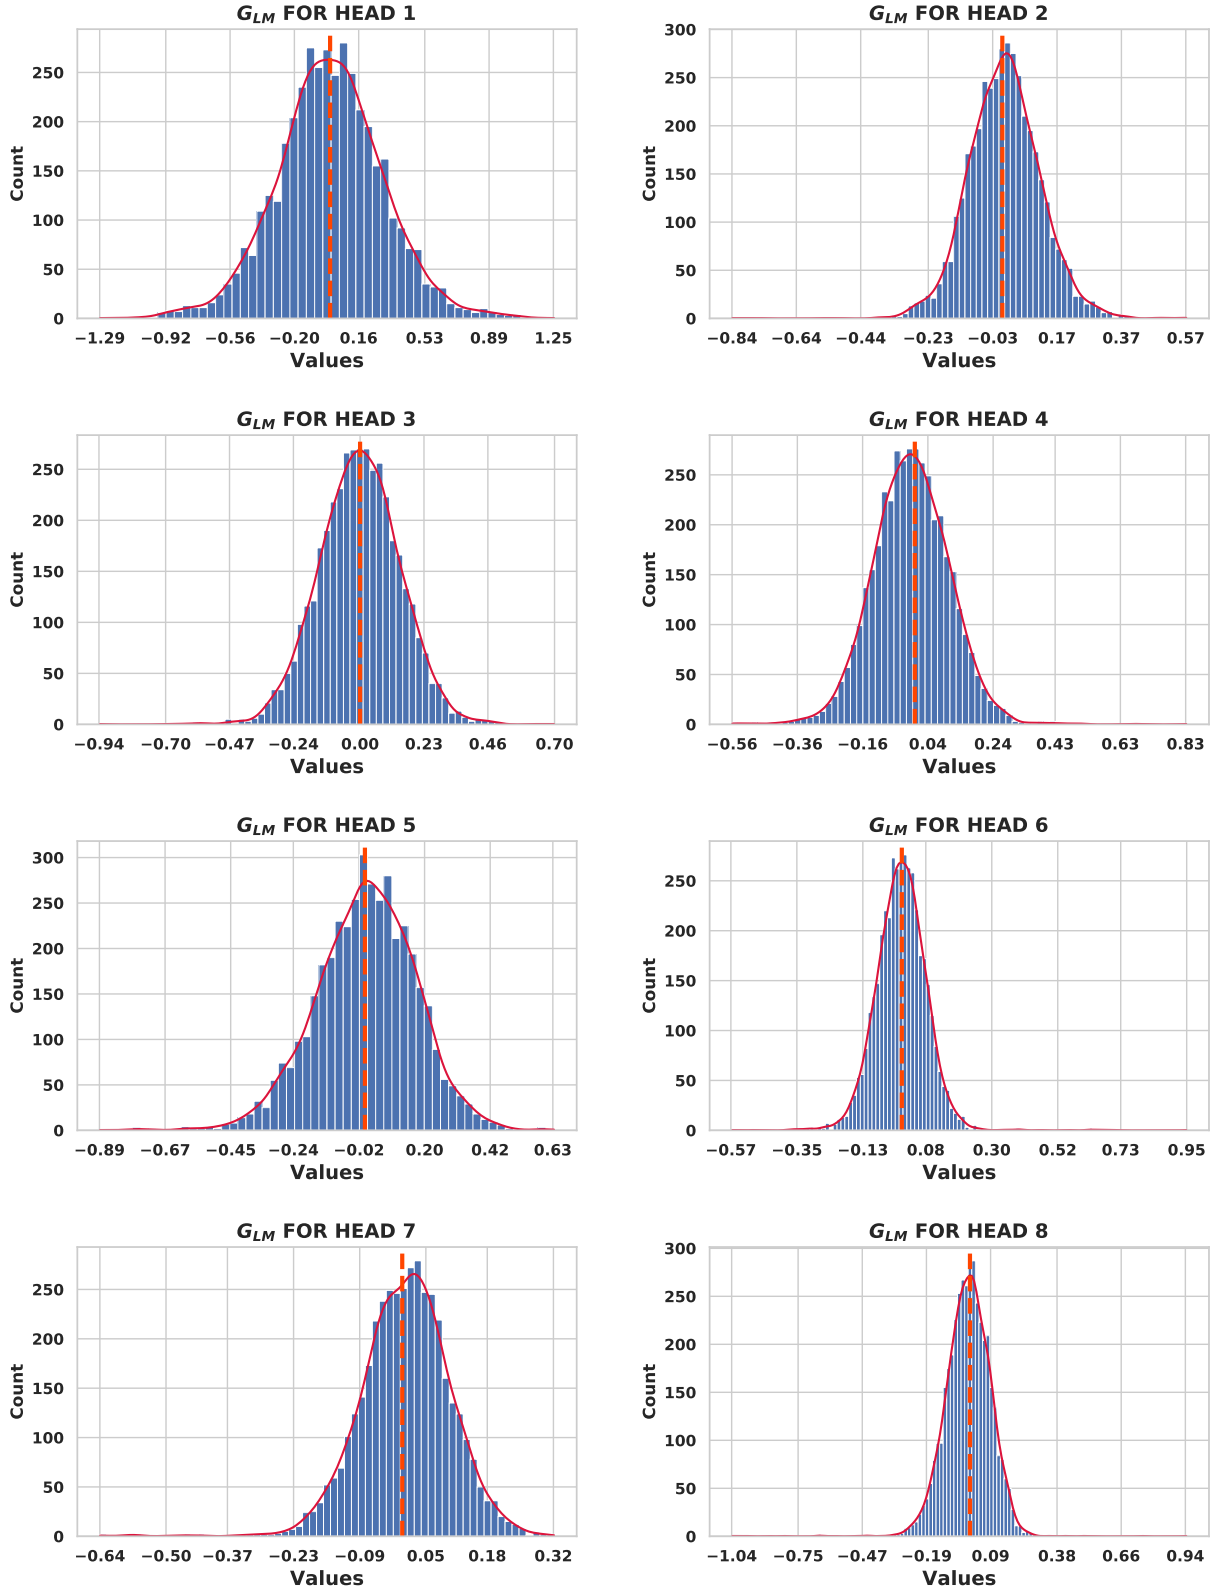 G_LM FOR HEAD 1
Count
250
200
150
100
50
0
−1.29 −0.92 −0.56 −0.20 0.16 0.53 0.89 1.25
Values
G_LM FOR HEAD 2
Count
300
250
200
150
100
50
0
−0.84 −0.64 −0.44 −0.23 −0.03 0.17 0.37 0.57
Values
G_LM FOR HEAD 3
Count
250
200
150
100
50
0
−0.94 −0.70 −0.47 −0.24 0.00 0.23 0.46 0.70
Values
G_LM FOR HEAD 4
Count
250
200
150
100
50
0
−0.56 −0.36 −0.16 0.04 0.24 0.43 0.63 0.83
Values
G_LM FOR HEAD 5
Count
300
250
200
150
100
50
0
−0.89 −0.67 −0.45 −0.24 −0.02 0.20 0.42 0.63
Values
G_LM FOR HEAD 6
Count
250
200
150
100
50
0
−0.57 −0.35 −0.13 0.08 0.30 0.52 0.73 0.95
Values
G_LM FOR HEAD 7
Count
250
200
150
100
50
0
−0.64 −0.50 −0.37 −0.23 −0.09 0.05 0.18 0.32
Values
G_LM FOR HEAD 8
Count
300
250
200
150
100
50
0
−1.04 −0.75 −0.47 −0.19 0.09 0.38 0.66 0.94
Values